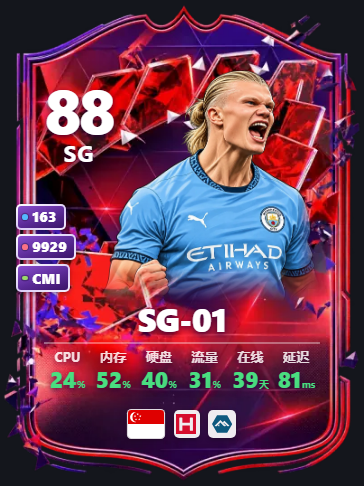 88
SG
163
9929
CMI
ETIHAD
AIRWAYS
SG-01
CPU 内存 硬盘 流量 在线 延迟
24% 52% 40% 31% 39天 81ms
H